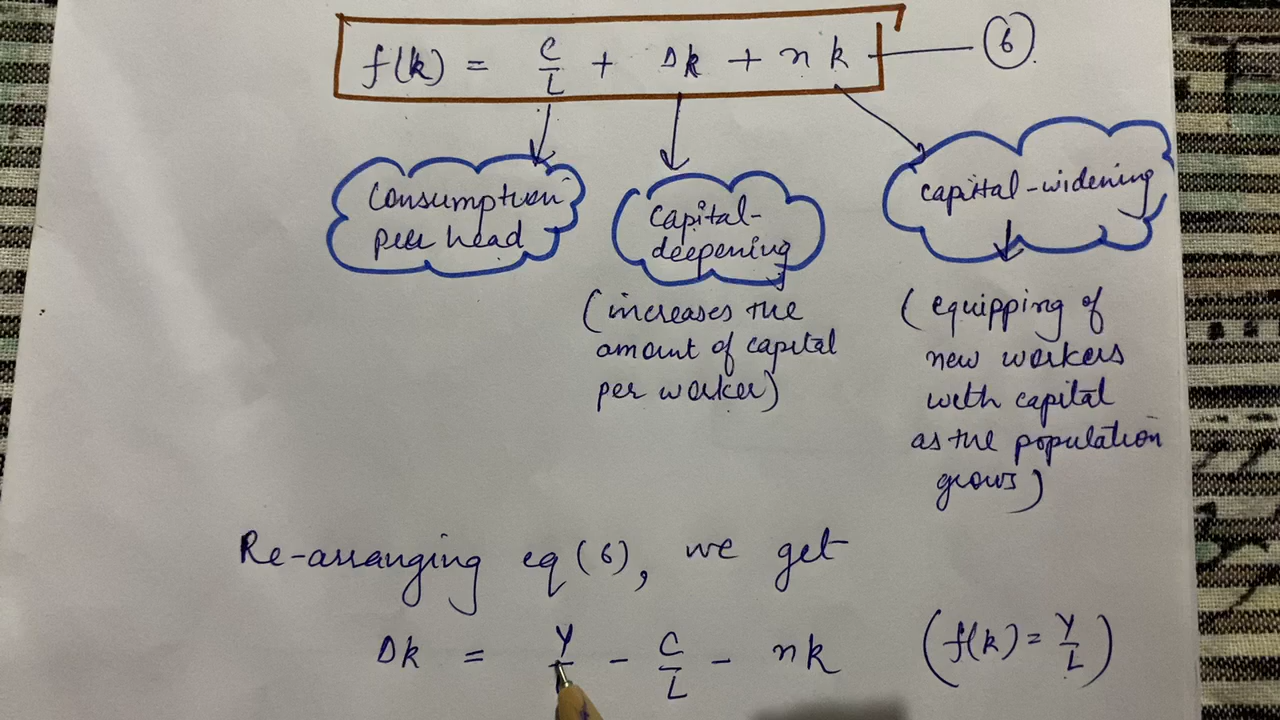 f(k) = C/L + Δk + nk — 6
Consumption per head
Capital-deepening
capital-widening
(increases the amount of capital per worker)
(equipping of new workers with capital as the population grows)
Re-arranging eq (6), we get
Δk = Y/L - C/L - nk (f(k) = Y/L)